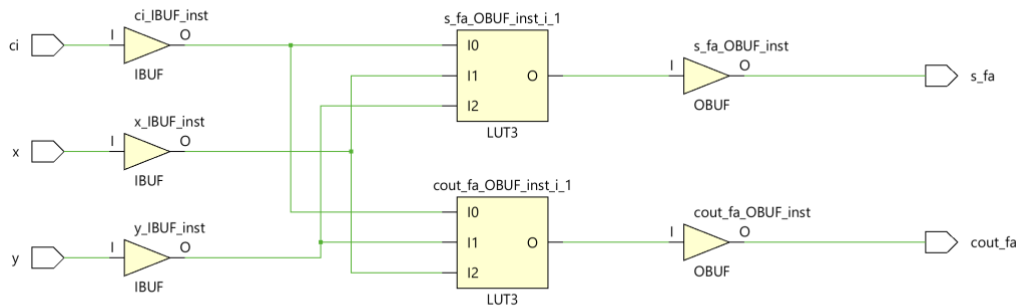 ci
ci_IBUF_inst
I
O
IBUF
x
x_IBUF_inst
I
O
IBUF
y
y_IBUF_inst
I
O
IBUF
s_fa_OBUF_inst_i_1
I0
I1
I2
O
LUT3
cout_fa_OBUF_inst_i_1
I0
I1
I2
O
LUT3
s_fa_OBUF_inst
I
O
OBUF
s_fa
cout_fa_OBUF_inst
I
O
OBUF
cout_fa